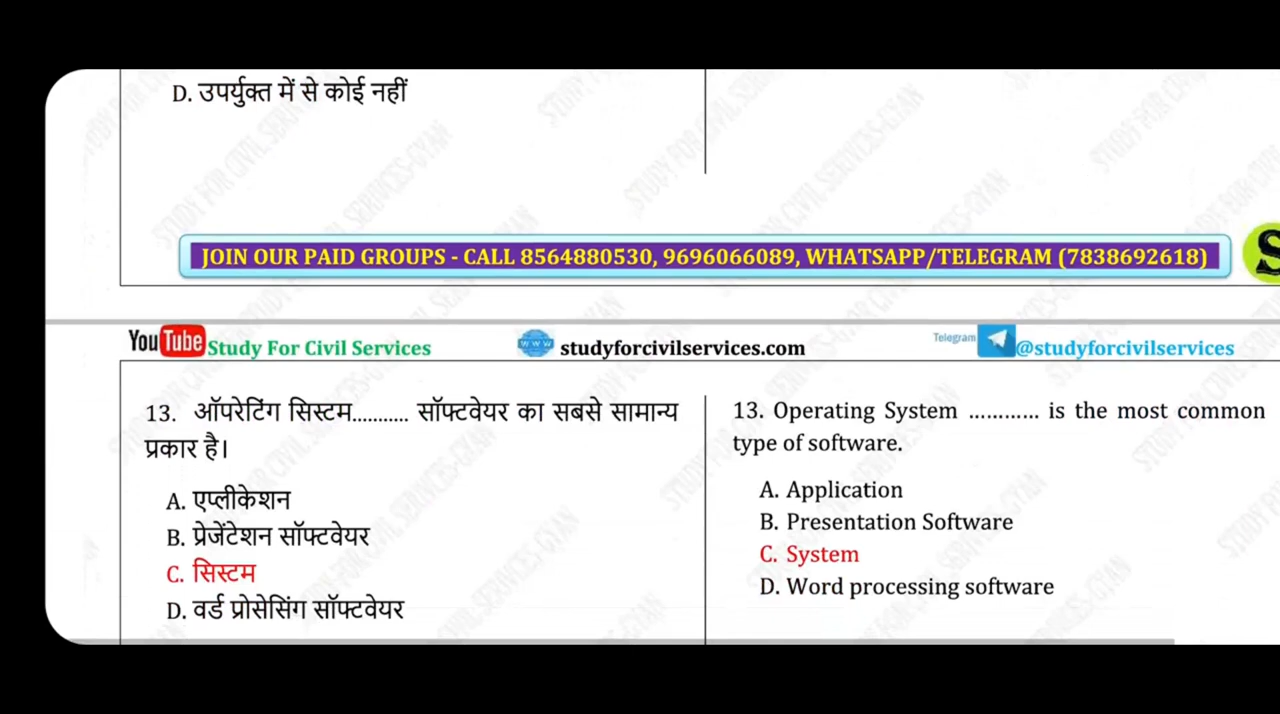 D. उपर्युक्त में से कोई नहीं
JOIN OUR PAID GROUPS - CALL 8564880530, 9696066089, WHATSAPP/TELEGRAM (7838692618)
YouTube Study For Civil Services
www studyforcivilservices.com
Telegram @studyforcivilservices
13. ऑपरेटिंग सिस्टम.......... सॉफ्टवेयर का सबसे सामान्य
प्रकार है।
A. एप्लीकेशन
B. प्रेजेंटेशन सॉफ्टवेयर
C. सिस्टम
D. वर्ड प्रोसेसिंग सॉफ्टवेयर
13. Operating System ............ is the most common
type of software.
A. Application
B. Presentation Software
C. System
D. Word processing software